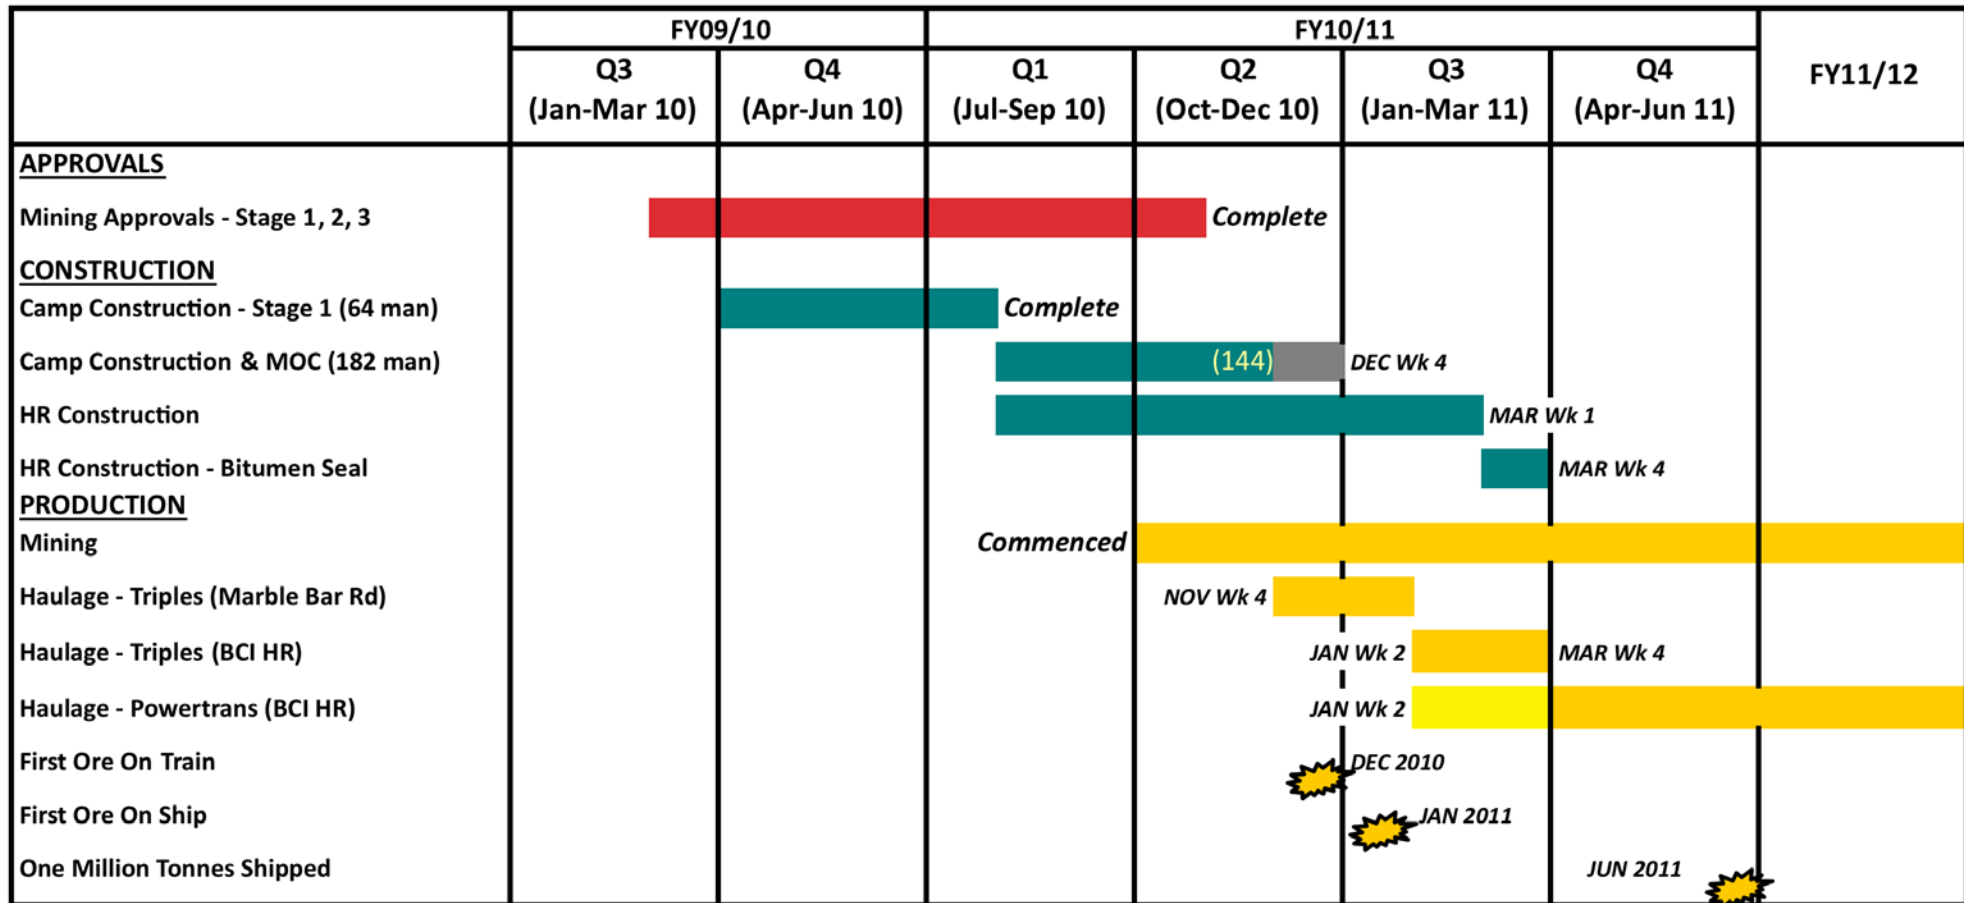 FY09/10 FY10/11
Q3 Q4 Q1 Q2 Q3 Q4 FY11/12
(Jan-Mar 10) (Apr-Jun 10) (Jul-Sep 10) (Oct-Dec 10) (Jan-Mar 11) (Apr-Jun 11)
APPROVALS
Mining Approvals - Stage 1, 2, 3 Complete
CONSTRUCTION
Camp Construction - Stage 1 (64 man) Complete
Camp Construction & MOC (182 man) (144) DEC Wk 4
HR Construction MAR Wk 1
HR Construction - Bitumen Seal MAR Wk 4
PRODUCTION
Mining Commenced
Haulage - Triples (Marble Bar Rd) NOV Wk 4
Haulage - Triples (BCI HR) JAN Wk 2 MAR Wk 4
Haulage - Powertrans (BCI HR) JAN Wk 2
First Ore On Train DEC 2010
First Ore On Ship JAN 2011
One Million Tonnes Shipped JUN 2011